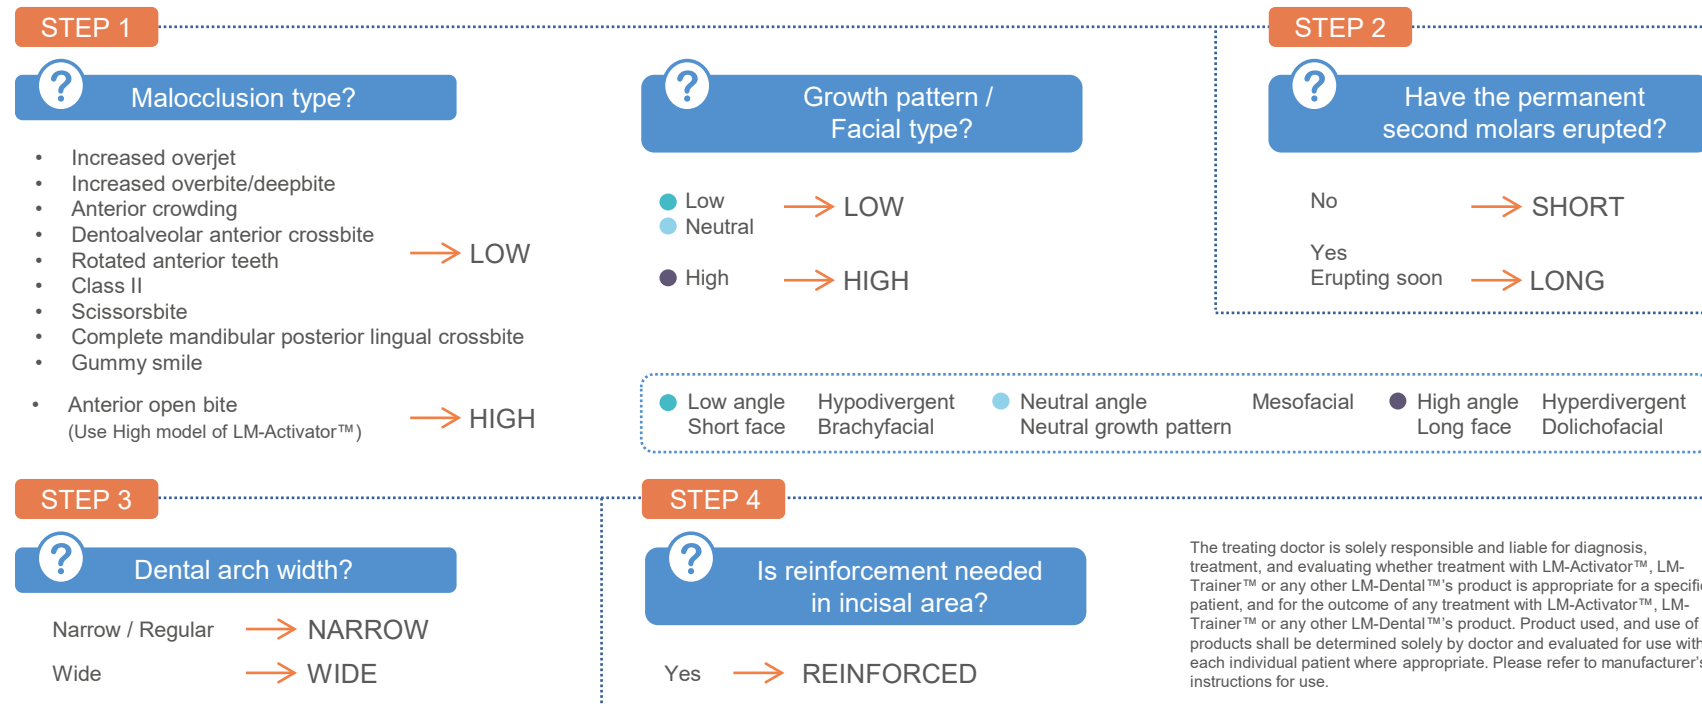 STEP 1
Malocclusion type?
• Increased overjet
• Increased overbite/deepbite
• Anterior crowding
• Dentoalveolar anterior crossbite
• Rotated anterior teeth
• Class II
• Scissorsbite
• Complete mandibular posterior lingual crossbite
• Gummy smile
LOW
• Anterior open bite
(Use High model of LM-Activator™)
HIGH
Growth pattern /
Facial type?
Low
Neutral
LOW
High
HIGH
STEP 2
Have the permanent
second molars erupted?
No
SHORT
Yes
Erupting soon
LONG
Low angle
Short face
Hypodivergent
Brachyfacial
Neutral angle
Neutral growth pattern
Mesofacial
High angle
Long face
Hyperdivergent
Dolichofacial
STEP 3
Dental arch width?
Narrow / Regular
NARROW
Wide
WIDE
STEP 4
Is reinforcement needed
in incisal area?
Yes
REINFORCED
The treating doctor is solely responsible and liable for diagnosis,
treatment, and evaluating whether treatment with LM-Activator™, LM-
Trainer™ or any other LM-Dental™'s product is appropriate for a specific
patient, and for the outcome of any treatment with LM-Activator™, LM-
Trainer™ or any other LM-Dental™'s product. Product used, and use of
products shall be determined solely by doctor and evaluated for use with
each individual patient where appropriate. Please refer to manufacturer's
instructions for use.